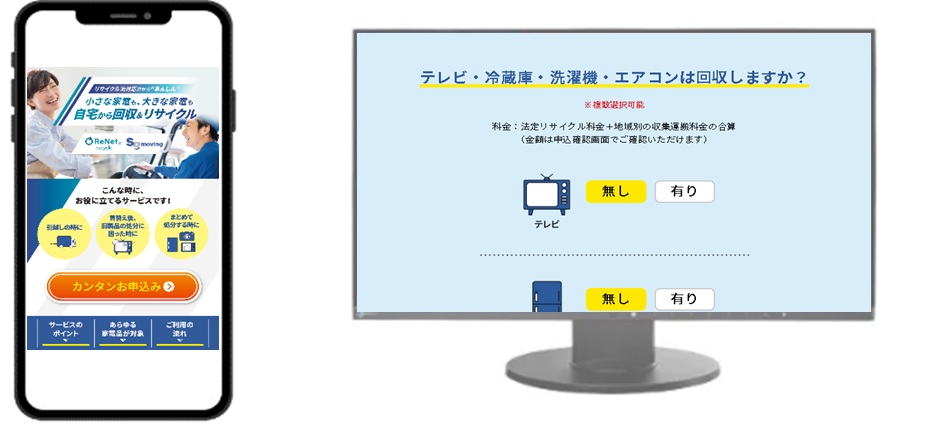 リサイクル法対応だから"あんしん"
小さな家電も、大きな家電も
自宅から回収&リサイクル
ReNet
recycle
SG moving
こんな時に、
お役に立てるサービスです!
引越しの時に
買替え後、
旧製品の処分に
困った時に
まとめて
処分する時に
カンタンお申込み
サービスの
ポイント
あらゆる
家電品が対象
ご利用の
流れ
テレビ・冷蔵庫・洗濯機・エアコンは回収しますか?
※複数選択可能
料金:法定リサイクル料金+地域別の収集運搬料金の合算
(金額は申込確認画面でご確認いただけます)
無し
有り
テレビ
無し
有り